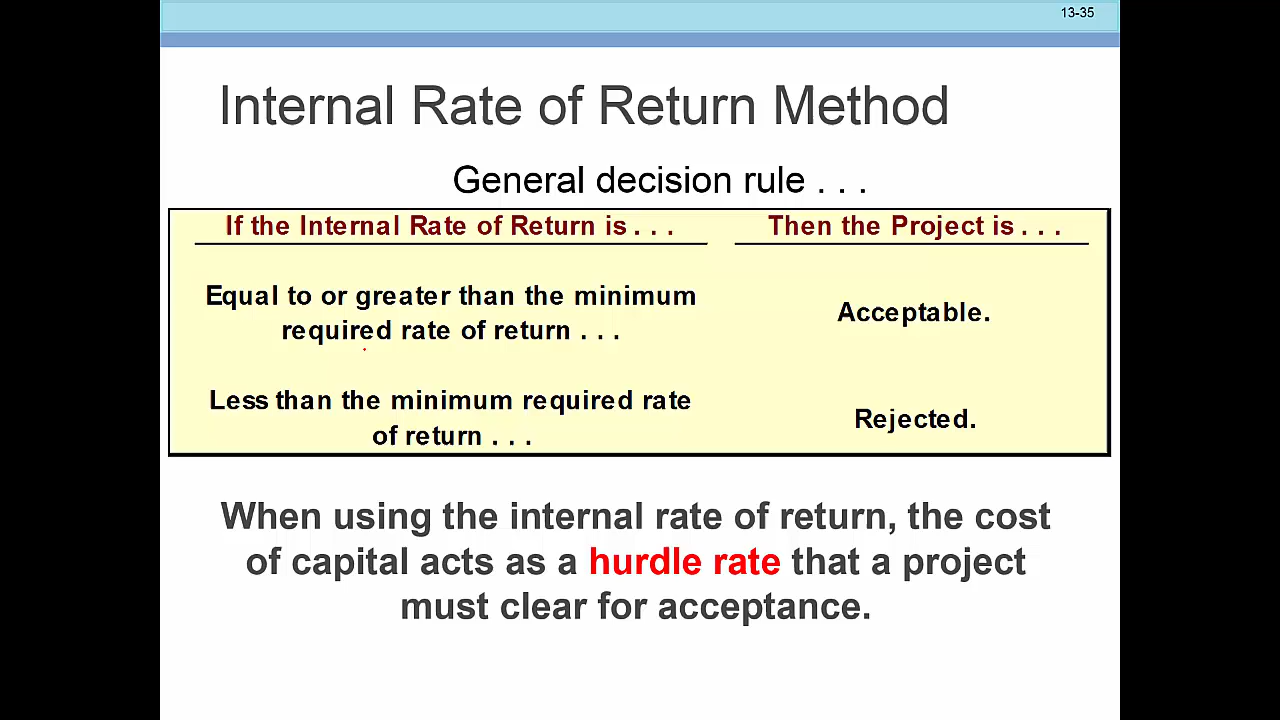 13-35
Internal Rate of Return Method
General decision rule . . .
If the Internal Rate of Return is . . .
Then the Project is . . .
Equal to or greater than the minimum
required rate of return . . .
Acceptable.
Less than the minimum required rate
of return . . .
Rejected.
When using the internal rate of return, the cost
of capital acts as a hurdle rate that a project
must clear for acceptance.